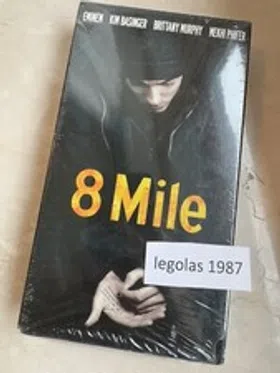 EMINEM KIM BASINGER BRITTANY MURPHY MEKHI PHIFER
8 Mile
legolas 1987